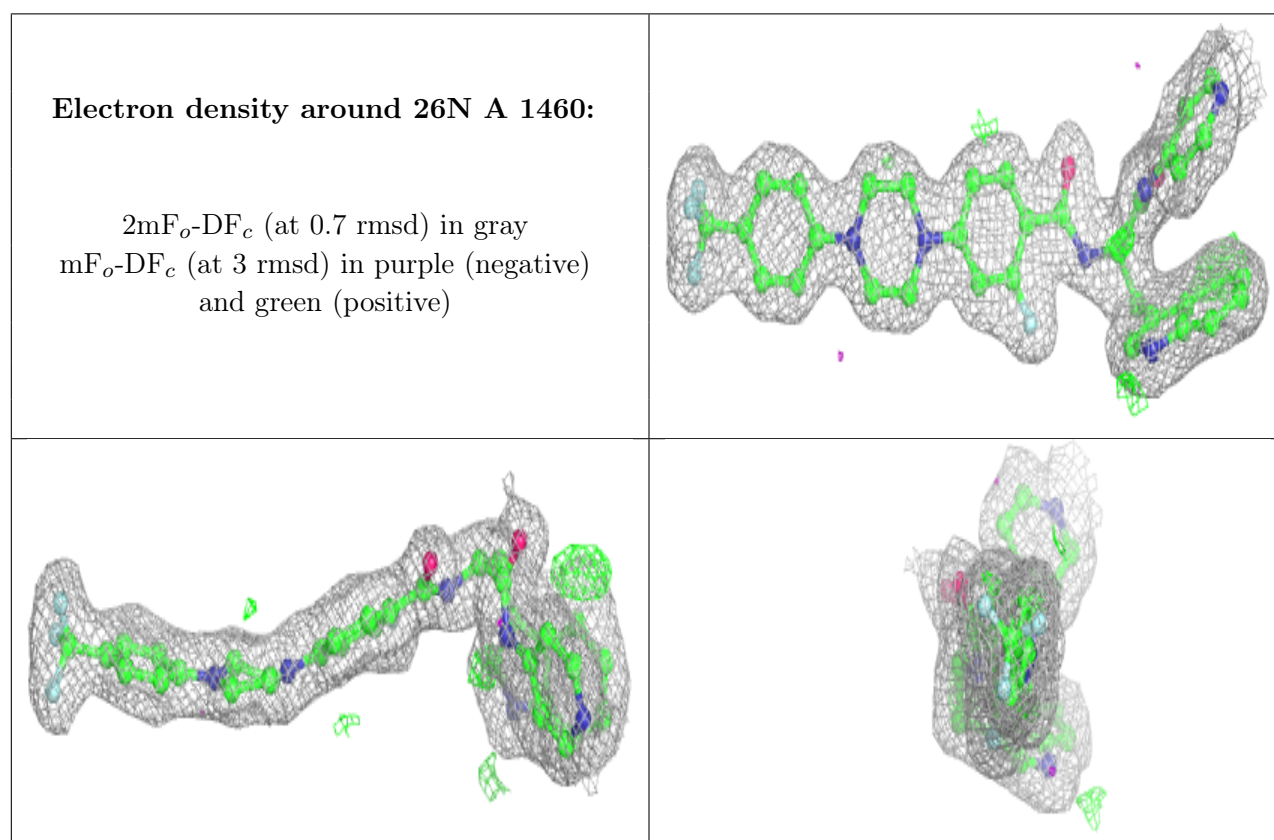 Electron density around 26N A 1460:
2mFo-DFc (at 0.7 rmsd) in gray
mFo-DFc (at 3 rmsd) in purple (negative)
and green (positive)